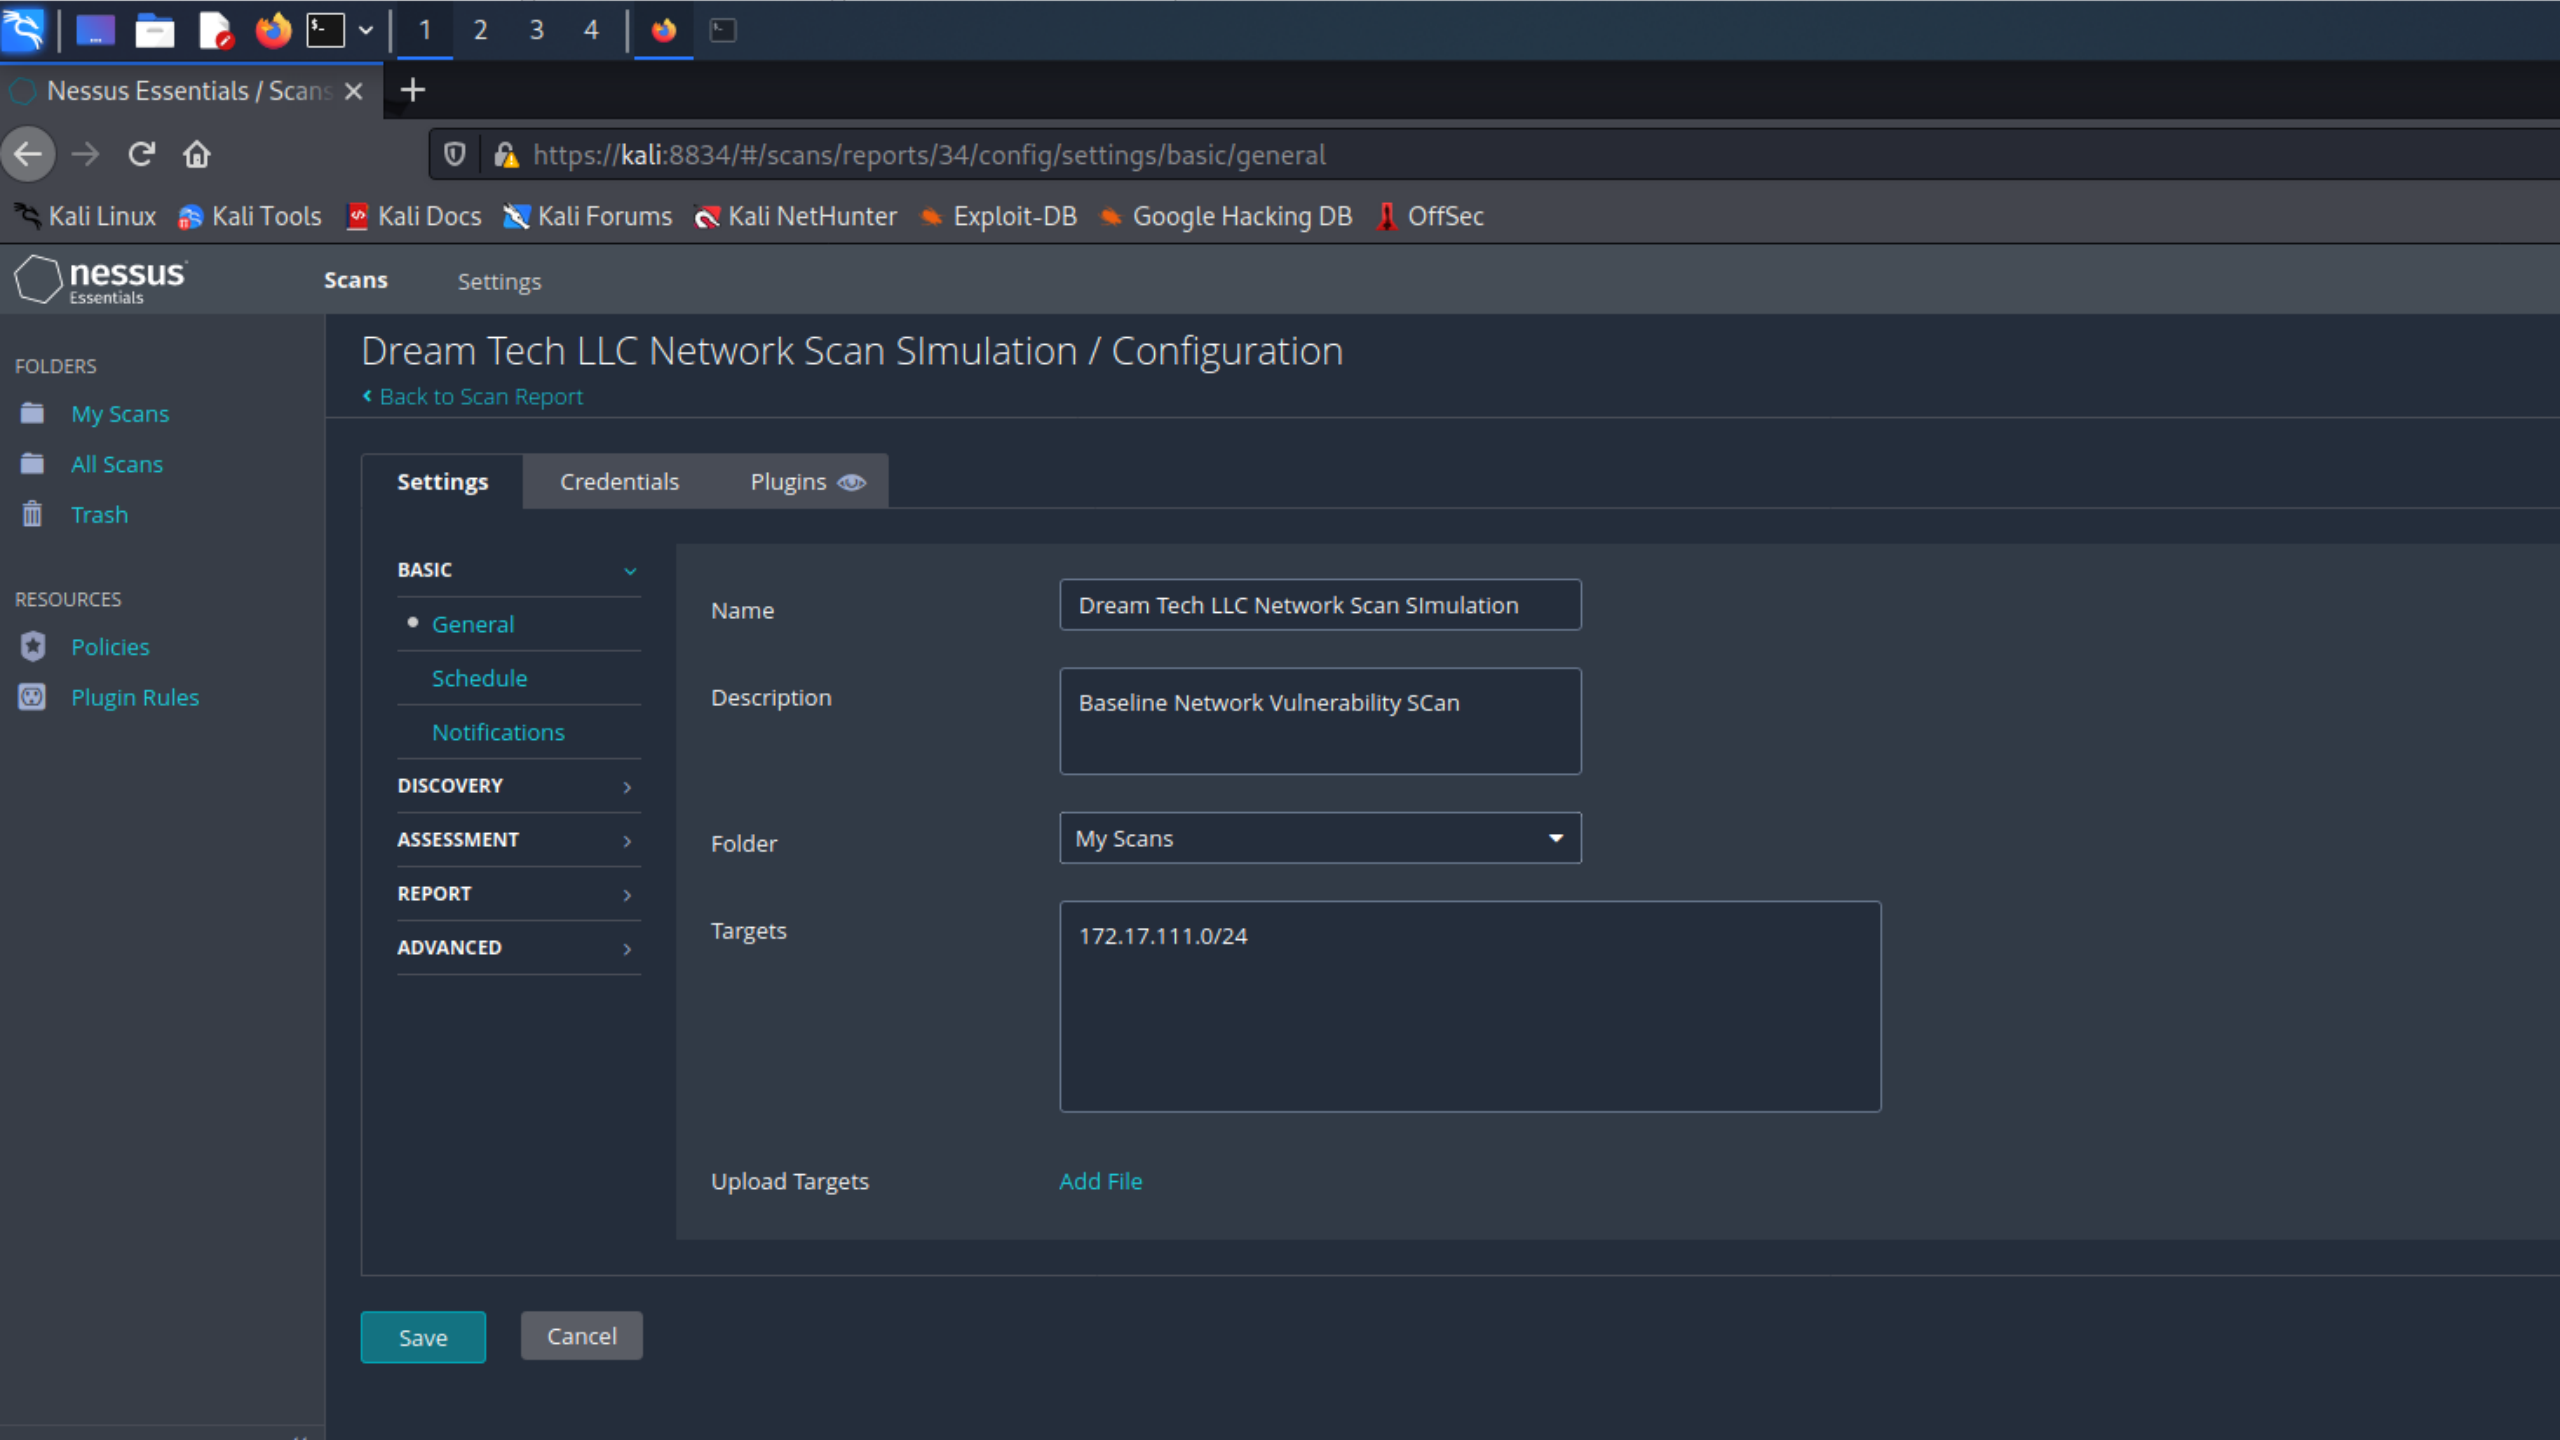 1 2 3 4
Nessus Essentials / Scans
https://kali:8834/#/scans/reports/34/config/settings/basic/general
Kali Linux Kali Tools Kali Docs Kali Forums Kali NetHunter Exploit-DB Google Hacking DB OffSec
nessus
Essentials
Scans Settings
Dream Tech LLC Network Scan SImulation / Configuration
Back to Scan Report
FOLDERS
My Scans
All Scans
Trash
RESOURCES
Policies
Plugin Rules
Settings Credentials Plugins
BASIC
General
Schedule
Notifications
DISCOVERY
ASSESSMENT
REPORT
ADVANCED
Name Dream Tech LLC Network Scan SImulation
Description Baseline Network Vulnerability SCan
Folder My Scans
Targets 172.17.111.0/24
Upload Targets Add File
Save Cancel